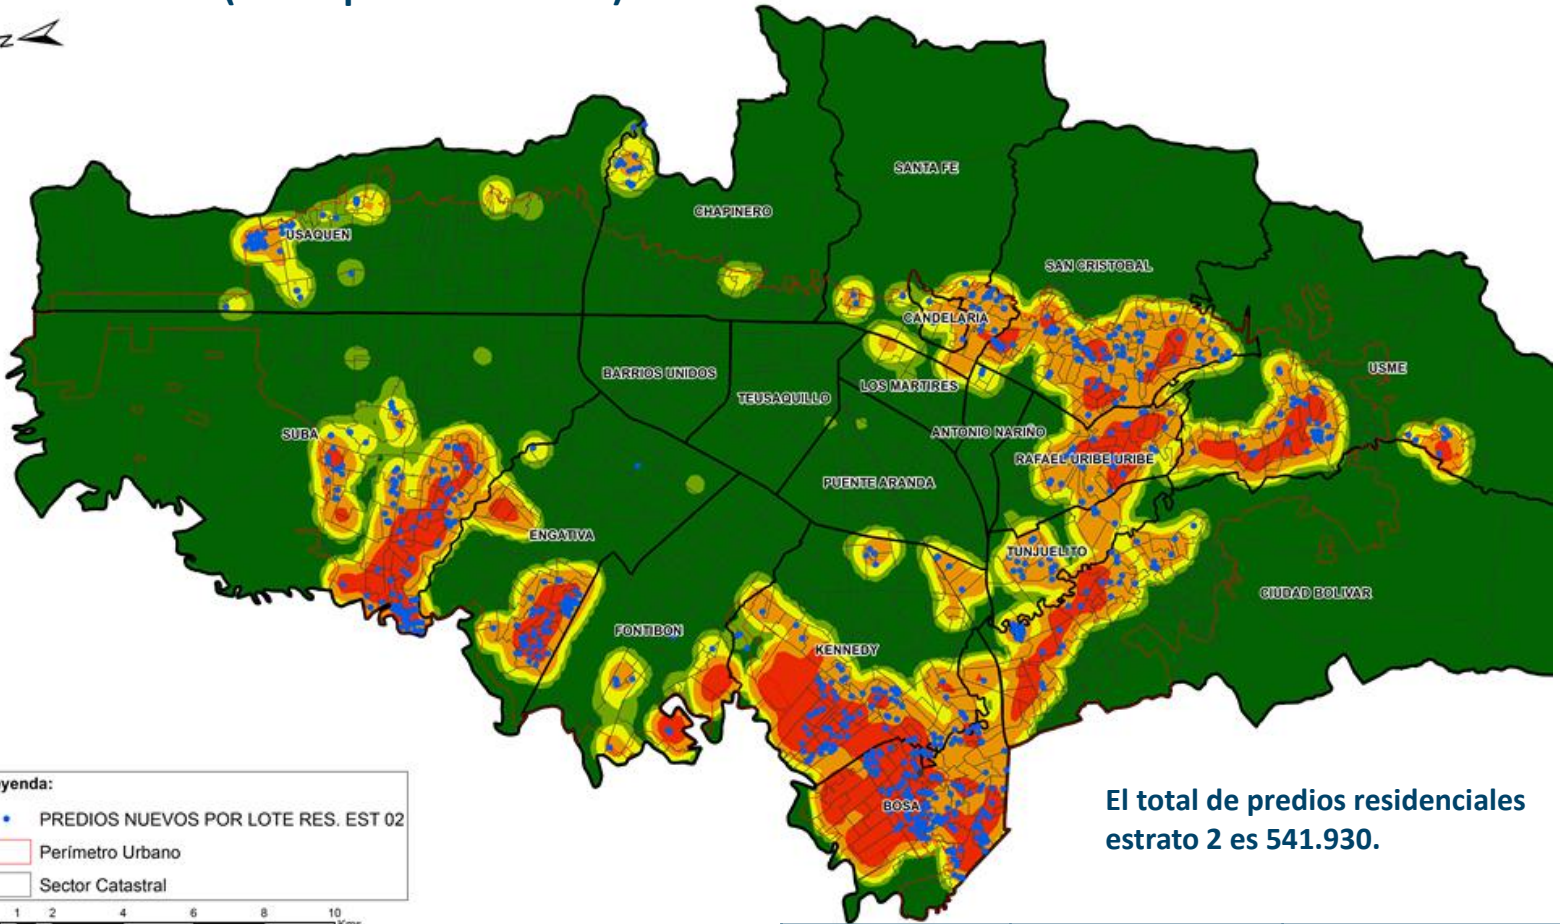 N
USAQUEN
CHAPINERO
SANTA FE
SAN CRISTOBAL
CANDELARIA
USME
BARRIOS UNIDOS
TEUSAQUILLO
LOS MARTIRES
ANTONIO NARIÑO
SUBA
RAFAEL URIBE URIBE
PUENTE ARANDA
ENGATIVA
TUNJUELITO
CIUDAD BOLIVAR
FONTIBON
KENNEDY
BOSA
El total de predios residenciales
estrato 2 es 541.930.
yenda:
PREDIOS NUEVOS POR LOTE RES. EST 02
Perímetro Urbano
Sector Catastral
1 2 4 6 8 10